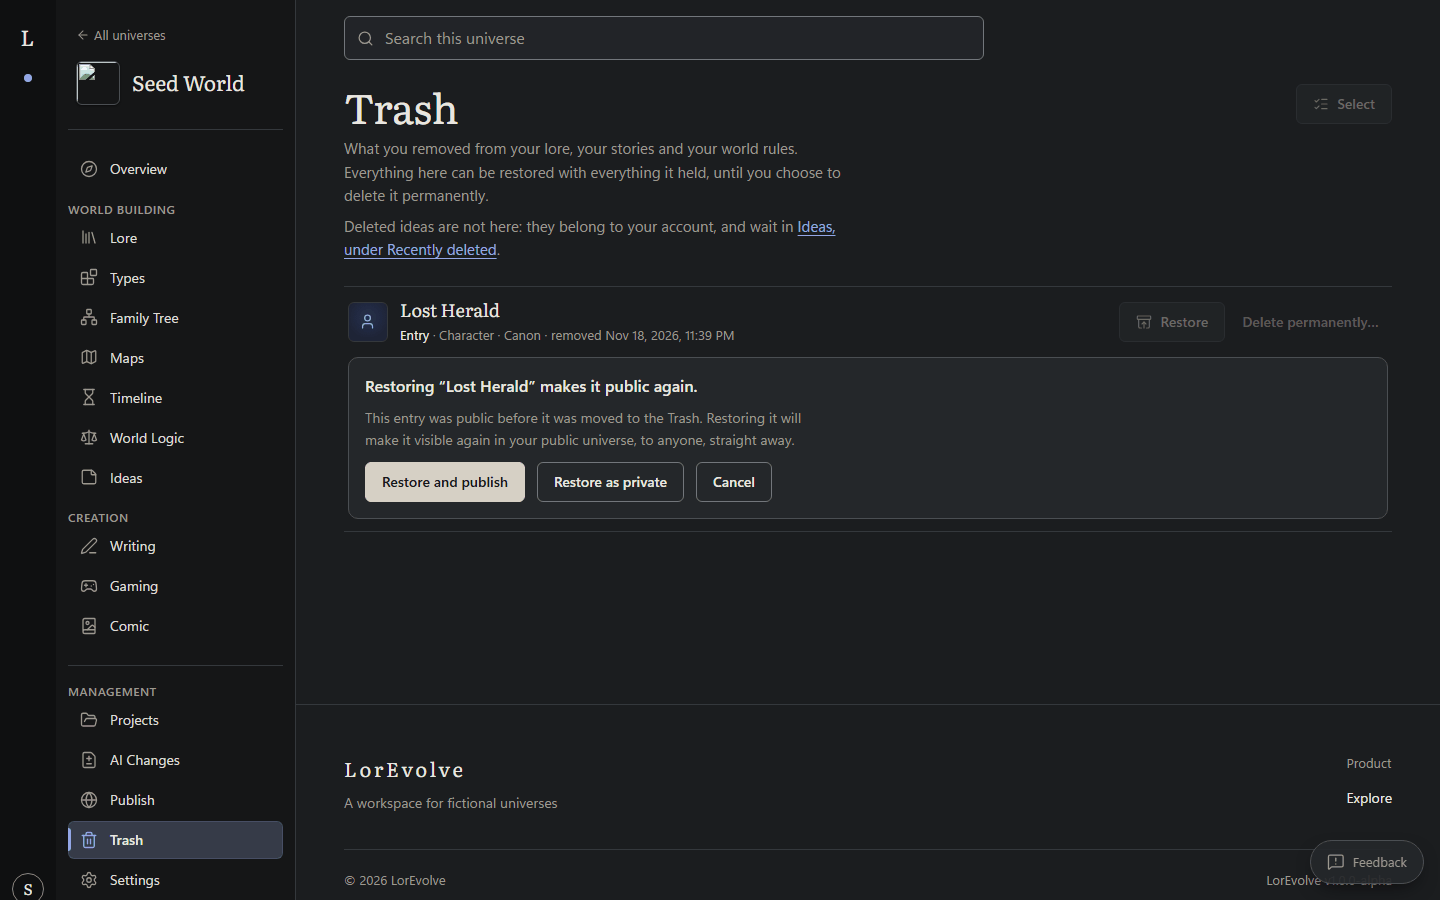 L
All universes
Seed World
Overview
WORLD BUILDING
Lore
Types
Family Tree
Maps
Timeline
World Logic
Ideas
CREATION
Writing
Gaming
Comic
MANAGEMENT
Projects
AI Changes
Publish
Trash
Settings
S
Search this universe
Trash
Select
What you removed from your lore, your stories and your world rules.
Everything here can be restored with everything it held, until you choose to
delete it permanently.
Deleted ideas are not here: they belong to your account, and wait in Ideas,
under Recently deleted.
Lost Herald
Entry · Character · Canon · removed Nov 18, 2026, 11:39 PM
Restore
Delete permanently...
Restoring “Lost Herald” makes it public again.
This entry was public before it was moved to the Trash. Restoring it will
make it visible again in your public universe, to anyone, straight away.
Restore and publish
Restore as private
Cancel
LorEvolve
A workspace for fictional universes
Product
Explore
Feedback
© 2026 LorEvolve
LorEvolve